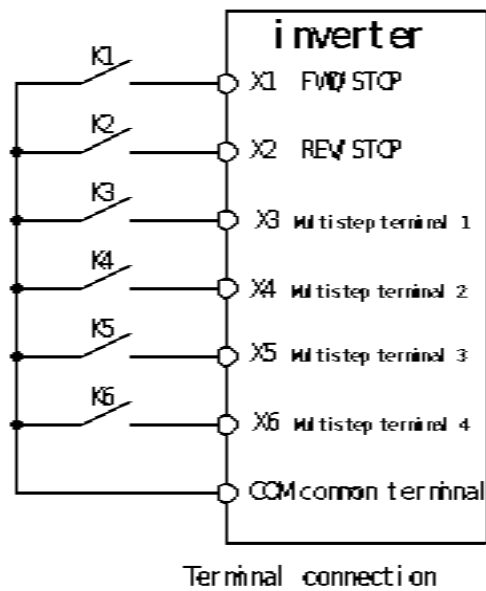 inverter
K1
X1 FWD/STOP
K2
X2 REV/STOP
K3
X3 Multistep terminal 1
K4
X4 Multistep terminal 2
K5
X5 Multistep terminal 3
K6
X6 Multistep terminal 4
COM common terminal
Terminal connection